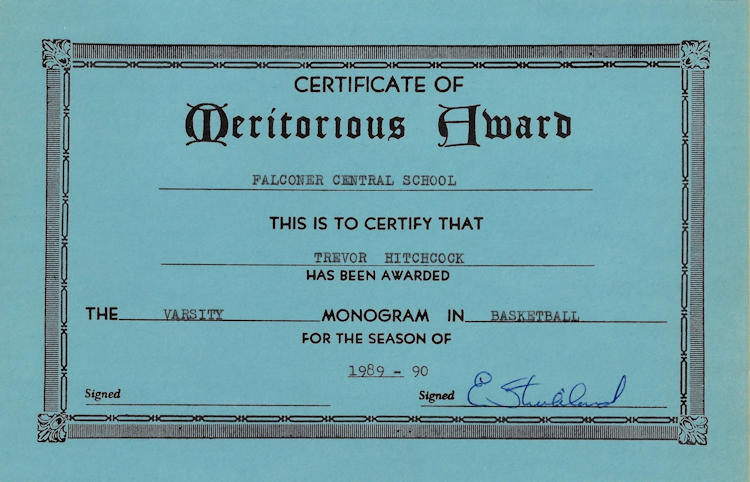 CERTIFICATE OF
Meritorious Award
FALCONER CENTRAL SCHOOL
THIS IS TO CERTIFY THAT
TREVOR HITCHCOCK
HAS BEEN AWARDED
THE VARSITY MONOGRAM IN BASKETBALL
FOR THE SEASON OF
1989 - 90
Signed Signed E.